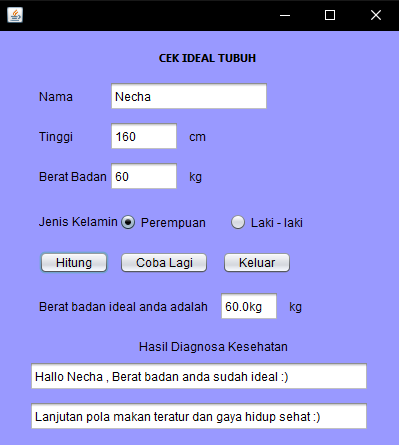 CEK IDEAL TUBUH
Nama Necha
Tinggi 160 cm
Berat Badan 60 kg
Jenis Kelamin Perempuan Laki - laki
Hitung Coba Lagi Keluar
Berat badan ideal anda adalah 60.0kg kg
Hasil Diagnosa Kesehatan
Hallo Necha , Berat badan anda sudah ideal :)
Lanjutan pola makan teratur dan gaya hidup sehat :)